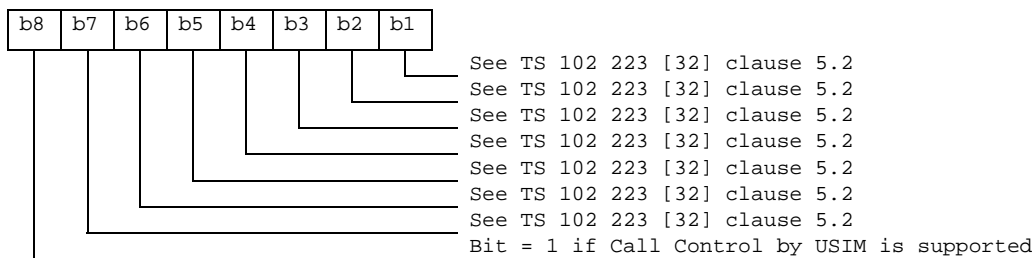 b8 b7 b6 b5 b4 b3 b2 b1
See TS 102 223 [32] clause 5.2
See TS 102 223 [32] clause 5.2
See TS 102 223 [32] clause 5.2
See TS 102 223 [32] clause 5.2
See TS 102 223 [32] clause 5.2
See TS 102 223 [32] clause 5.2
See TS 102 223 [32] clause 5.2
Bit = 1 if Call Control by USIM is supported